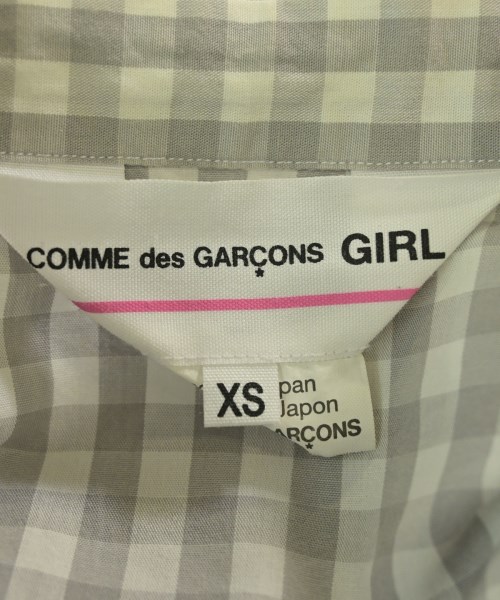 COMME des GARÇONS GIRL
*
XS
pan
Japon
ARÇONS
*